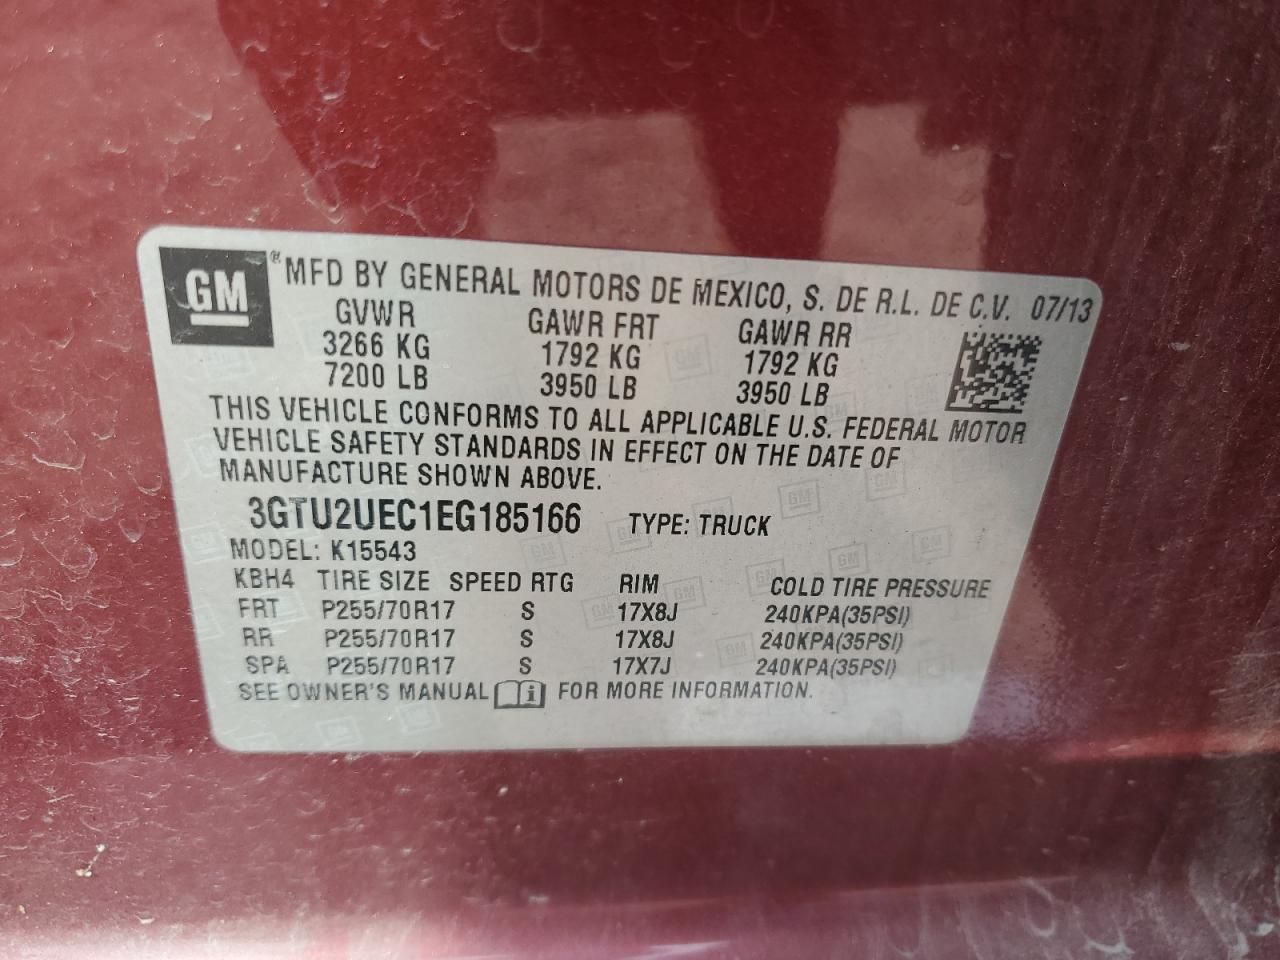 GM ® MFD BY GENERAL MOTORS DE MEXICO, S. DE R.L. DE C.V. 07/13
GVWR GAWR FRT GAWR RR
3266 KG 1792 KG 1792 KG
7200 LB 3950 LB 3950 LB
THIS VEHICLE CONFORMS TO ALL APPLICABLE U.S. FEDERAL MOTOR
VEHICLE SAFETY STANDARDS IN EFFECT ON THE DATE OF
MANUFACTURE SHOWN ABOVE.
3GTU2UEC1EG185166 TYPE: TRUCK
MODEL: K15543
KBH4 TIRE SIZE SPEED RTG RIM COLD TIRE PRESSURE
FRT P255/70R17 S 17X8J 240KPA(35PSI)
RR P255/70R17 S 17X8J 240KPA(35PSI)
SPA P255/70R17 S 17X7J 240KPA(35PSI)
SEE OWNER'S MANUAL i FOR MORE INFORMATION.